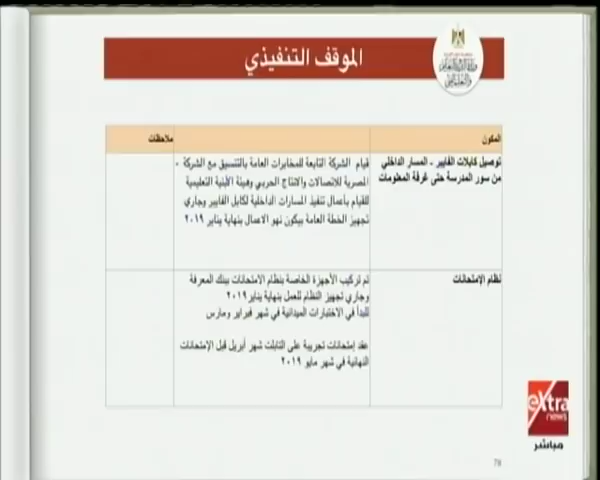 الموقف التنفيذي
المكون
ملاحظات
توصيل كابلات الفايبر - المسار الداخلي
من سور المدرسة حتى غرفة المعلومات
قيام الشركة التابعة للمخابرات العامة بالتنسيق مع الشركة
المصرية للإتصالات والانتاج الحربي وهيئة الأبنية التعليمية
للقيام بأعمال تنفيذ المسارات الداخلية لكابل الفايبر وجاري
تجهيز الخطة العامة بيكون نهو الاعمال بنهاية يناير ٢٠١٩
نظام الإمتحانات
تم تركيب الأجهزة الخاصة بنظام الامتحانات ببنك المعرفة
وجاري تجهيز النظام للعمل بنهاية يناير ٢٠١٩
للبدأ في الاختبارات الميدانية في شهر فبراير ومارس
عقد إمتحانات تجريبية على التابلت شهر أبريل قبل الإمتحانات
النهائية في شهر مايو ٢٠١٩
eXtra
news
مباشر